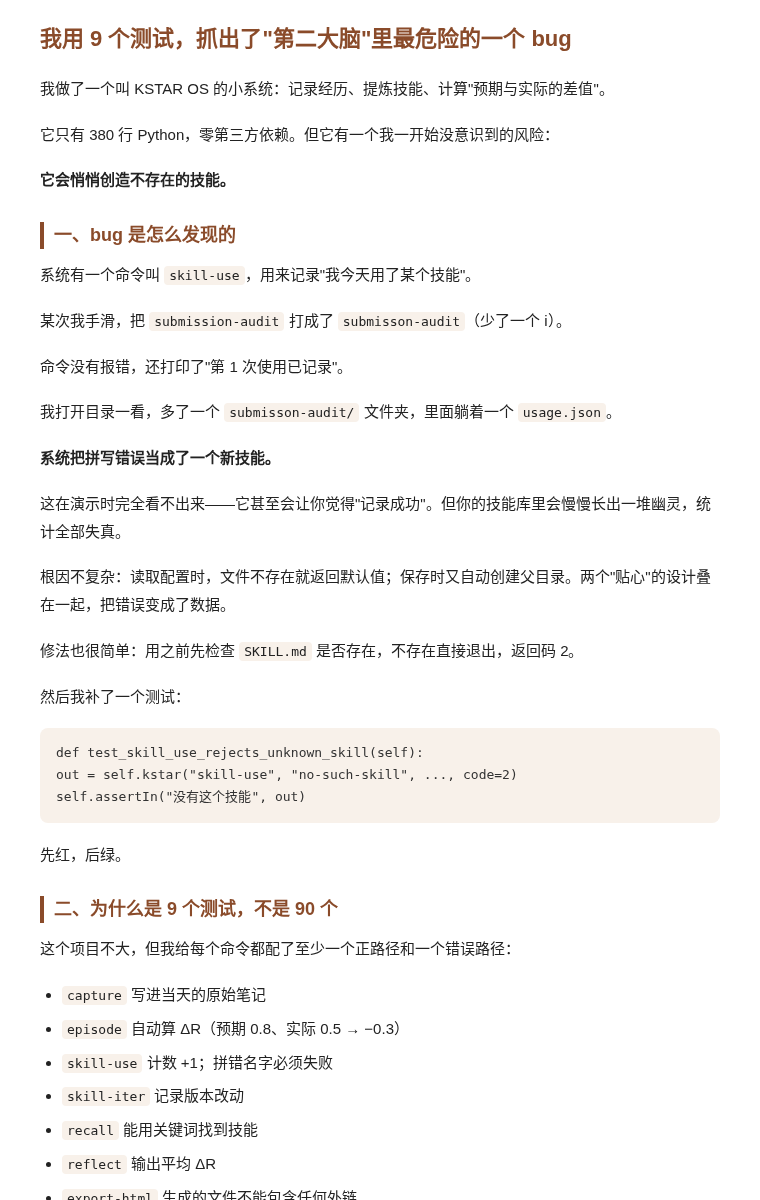 我用 9 个测试，抓出了"第二大脑"里最危险的一个 bug
我做了一个叫 KSTAR OS 的小系统：记录经历、提炼技能、计算"预期与实际的差值"。
它只有 380 行 Python，零第三方依赖。但它有一个我一开始没意识到的风险：
它会悄悄创造不存在的技能。
一、bug 是怎么发现的
系统有一个命令叫 skill-use，用来记录"我今天用了某个技能"。
某次我手滑，把 submission-audit 打成了 submisson-audit（少了一个 i）。
命令没有报错，还打印了"第 1 次使用已记录"。
我打开目录一看，多了一个 submisson-audit/ 文件夹，里面躺着一个 usage.json。
系统把拼写错误当成了一个新技能。
这在演示时完全看不出来——它甚至会让你觉得"记录成功"。但你的技能库里会慢慢长出一堆幽灵，统
计全部失真。
根因不复杂：读取配置时，文件不存在就返回默认值；保存时又自动创建父目录。两个"贴心"的设计叠
在一起，把错误变成了数据。
修法也很简单：用之前先检查 SKILL.md 是否存在，不存在直接退出，返回码 2。
然后我补了一个测试：
def test_skill_use_rejects_unknown_skill(self):
out = self.kstar("skill-use", "no-such-skill", ..., code=2)
self.assertIn("没有这个技能", out)
先红，后绿。
二、为什么是 9 个测试，不是 90 个
这个项目不大，但我给每个命令都配了至少一个正路径和一个错误路径：
• capture 写进当天的原始笔记
• episode 自动算 ΔR（预期 0.8、实际 0.5 → −0.3）
• skill-use 计数 +1；拼错名字必须失败
• skill-iter 记录版本改动
• recall 能用关键词找到技能
• reflect 输出平均 ΔR
• export-html 生成的文件不能包含任何外链